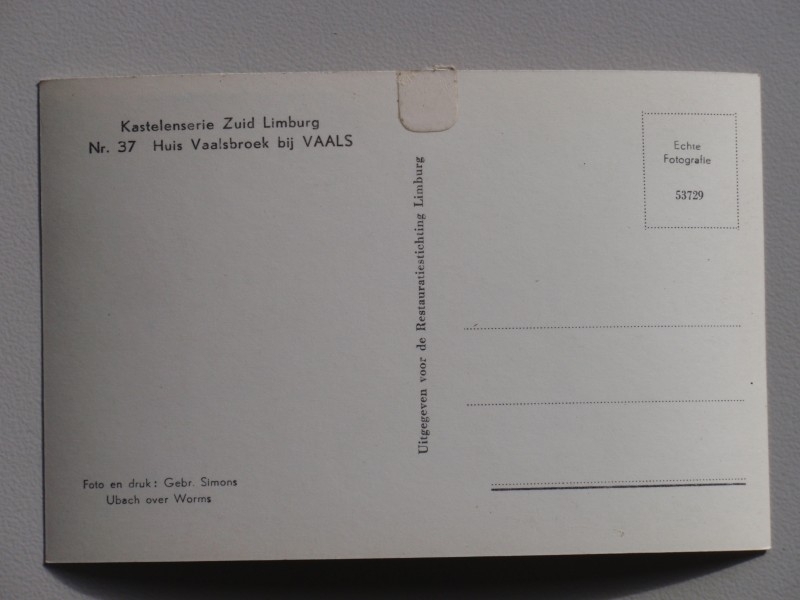 Kastelenserie Zuid Limburg
Nr. 37 Huis Vaalsbroek bij VAALS
Foto en druk: Gebr. Simons
Ubach over Worms
Uitgegeven voor de Restauratiestichting Limburg
Echte
Fotografie
53729